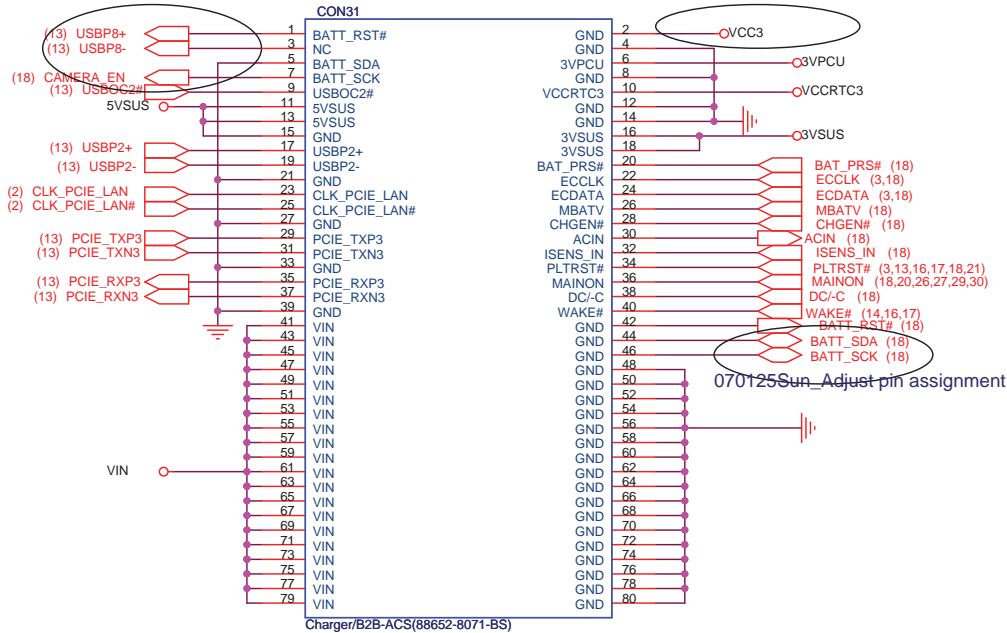 CON31
(13) USBP8+ 1 BATT_RST# GND 2 VCC3
(13) USBP8- 3 NC GND 4
5 BATT_SDA 3VPCU 6 3VPCU
(18) CAMERA_EN 7 BATT_SCK GND 8
(13) USBOC2# 9 USBOC2# VCCRTC3 10 VCCRTC3
5VSUS 11 5VSUS GND 12
13 5VSUS GND 14
15 GND 3VSUS 16 3VSUS
(13) USBP2+ 17 USBP2+ 3VSUS 18
(13) USBP2- 19 USBP2- BAT_PRS# 20 BAT_PRS# (18)
21 GND ECCLK 22 ECCLK (3,18)
(2) CLK_PCIE_LAN 23 CLK_PCIE_LAN ECDATA 24 ECDATA (3,18)
(2) CLK_PCIE_LAN# 25 CLK_PCIE_LAN# MBATV 26 MBATV (18)
27 GND CHGEN# 28 CHGEN# (18)
(13) PCIE_TXP3 29 PCIE_TXP3 ACIN 30 ACIN (18)
(13) PCIE_TXN3 31 PCIE_TXN3 ISENS_IN 32 ISENS_IN (18)
33 GND PLTRST# 34 PLTRST# (3,13,16,17,18,21)
(13) PCIE_RXP3 35 PCIE_RXP3 MAINON 36 MAINON (18,20,26,27,29,30)
(13) PCIE_RXN3 37 PCIE_RXN3 DC/-C 38 DC/-C (18)
39 GND WAKE# 40 WAKE# (14,16,17)
41 VIN GND 42 BATT_RST# (18)
43 VIN GND 44 BATT_SDA (18)
45 VIN GND 46 BATT_SCK (18)
47 VIN GND 48
070125Sun_Adjust pin assignment
49 VIN GND 50
51 VIN GND 52
53 VIN GND 54
55 VIN GND 56
57 VIN GND 58
59 VIN GND 60
VIN 61 VIN GND 62
63 VIN GND 64
65 VIN GND 66
67 VIN GND 68
69 VIN GND 70
71 VIN GND 72
73 VIN GND 74
75 VIN GND 76
77 VIN GND 78
79 VIN GND 80
Charger/B2B-ACS(88652-8071-BS)